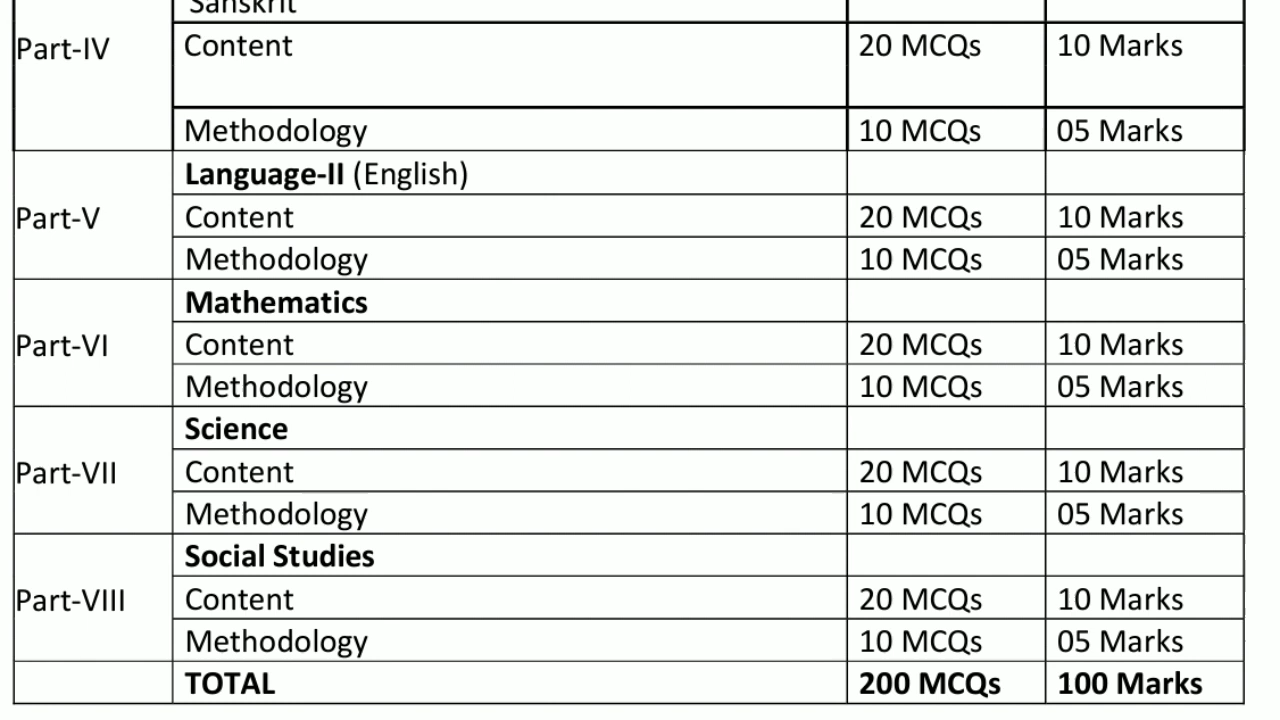 Sanskrit
Part-IV
Content 20 MCQs 10 Marks
Methodology 10 MCQs 05 Marks
Language-II (English)
Part-V
Content 20 MCQs 10 Marks
Methodology 10 MCQs 05 Marks
Mathematics
Part-VI
Content 20 MCQs 10 Marks
Methodology 10 MCQs 05 Marks
Science
Part-VII
Content 20 MCQs 10 Marks
Methodology 10 MCQs 05 Marks
Social Studies
Part-VIII
Content 20 MCQs 10 Marks
Methodology 10 MCQs 05 Marks
TOTAL 200 MCQs 100 Marks